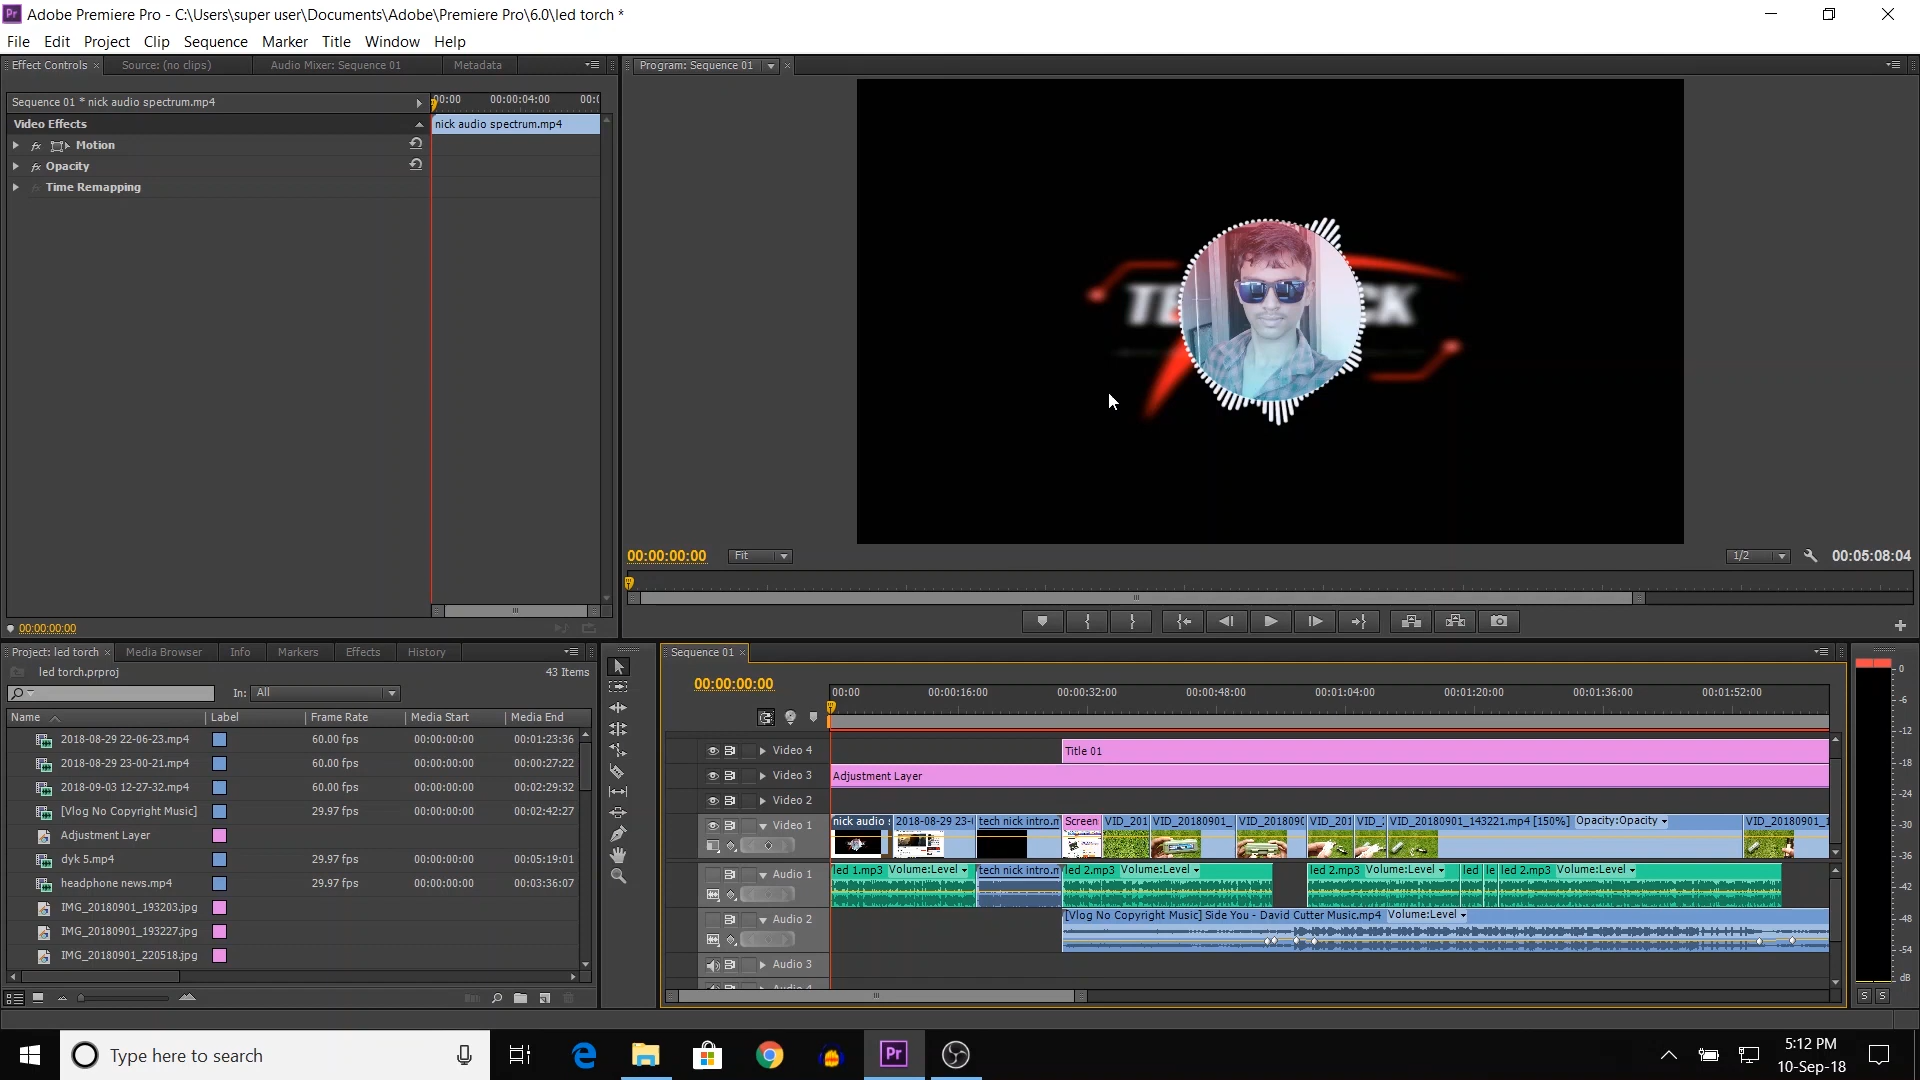 Adobe Premiere Pro - C:\Users\super user\Documents\Adobe\Premiere Pro\6.0\led torch *
File Edit Project Clip Sequence Marker Title Window Help
Effect Controls × Source: (no clips) Audio Mixer: Sequence 01 Metadata
Program: Sequence 01 ×
Sequence 01 * nick audio spectrum.mp4
00:00 00:00:04:00 00:0
Video Effects
nick audio spectrum.mp4
fx Motion
fx Opacity
Time Remapping
00:00:00:00 Fit 1/2 00:05:08:04
00:00:00:00
Project: led torch × Media Browser Info Markers Effects History
led torch.prproj 43 Items
In: All
Name Label Frame Rate Media Start Media End
2018-08-29 22-06-23.mp4 60.00 fps 00:00:00:00 00:01:23:36
2018-08-29 23-00-21.mp4 60.00 fps 00:00:00:00 00:00:27:22
2018-09-03 12-27-32.mp4 60.00 fps 00:00:00:00 00:02:29:32
[Vlog No Copyright Music] 29.97 fps 00:00:00:00 00:02:42:27
Adjustment Layer
dyk 5.mp4 29.97 fps 00:00:00:00 00:05:19:01
headphone news.mp4 29.97 fps 00:00:00:00 00:03:36:07
IMG_20180901_193203.jpg
IMG_20180901_193227.jpg
IMG_20180901_220518.jpg
Sequence 01 ×
00:00:00:00
00:00 00:00:16:00 00:00:32:00 00:00:48:00 00:01:04:00 00:01:20:00 00:01:36:00 00:01:52:00
Video 4 Title 01
Video 3 Adjustment Layer
Video 2
Video 1 nick audio s 2018-08-29 23- tech nick intro.m Screen VID_201 VID_20180901_ VID_2018090 VID_201 VID_ VID_20180901_143221.mp4 [150%] Opacity:Opacity VID_20180901_1
Audio 1 led 1.mp3 Volume:Level tech nick intro.m led 2.mp3 Volume:Level led 2.mp3 Volume:Level led le led 2.mp3 Volume:Level
Audio 2 [Vlog No Copyright Music] Side You - David Cutter Music.mp4 Volume:Level
Audio 3
Audio 4
0
-6
-12
-18
-24
-30
-36
-42
-48
-54
dB
S S
Type here to search
Pr
5:12 PM
10-Sep-18